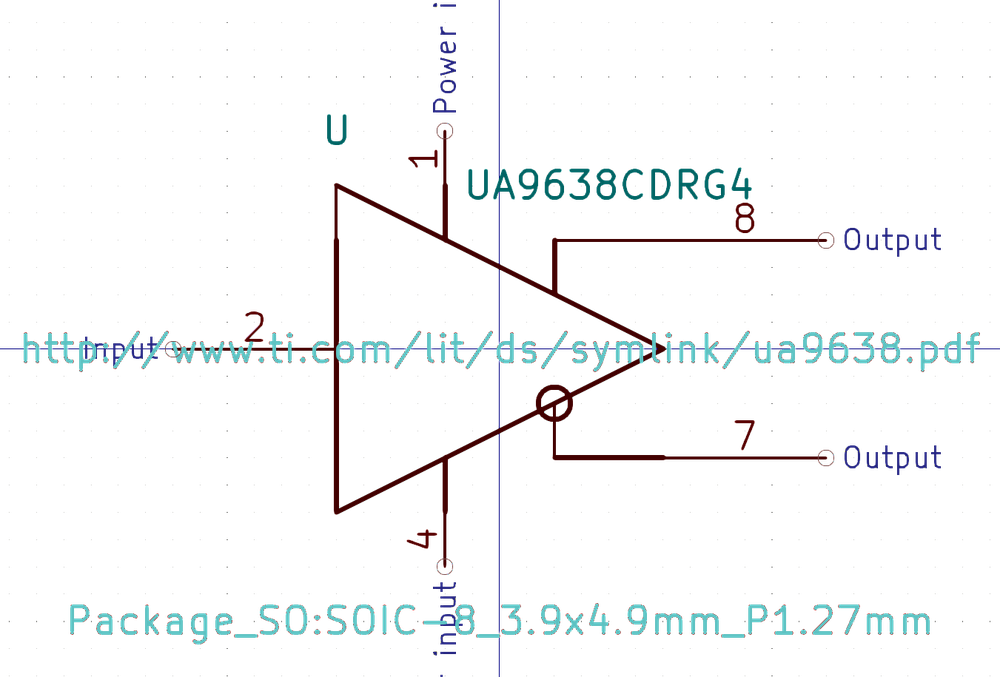 Power i
U
1
UA9638CDRG4
8
Output
2
Input
http://www.ti.com/lit/ds/symlink/ua9638.pdf
7
Output
4
Package_SO:SOIC-8_3.9x4.9mm_P1.27mm
input